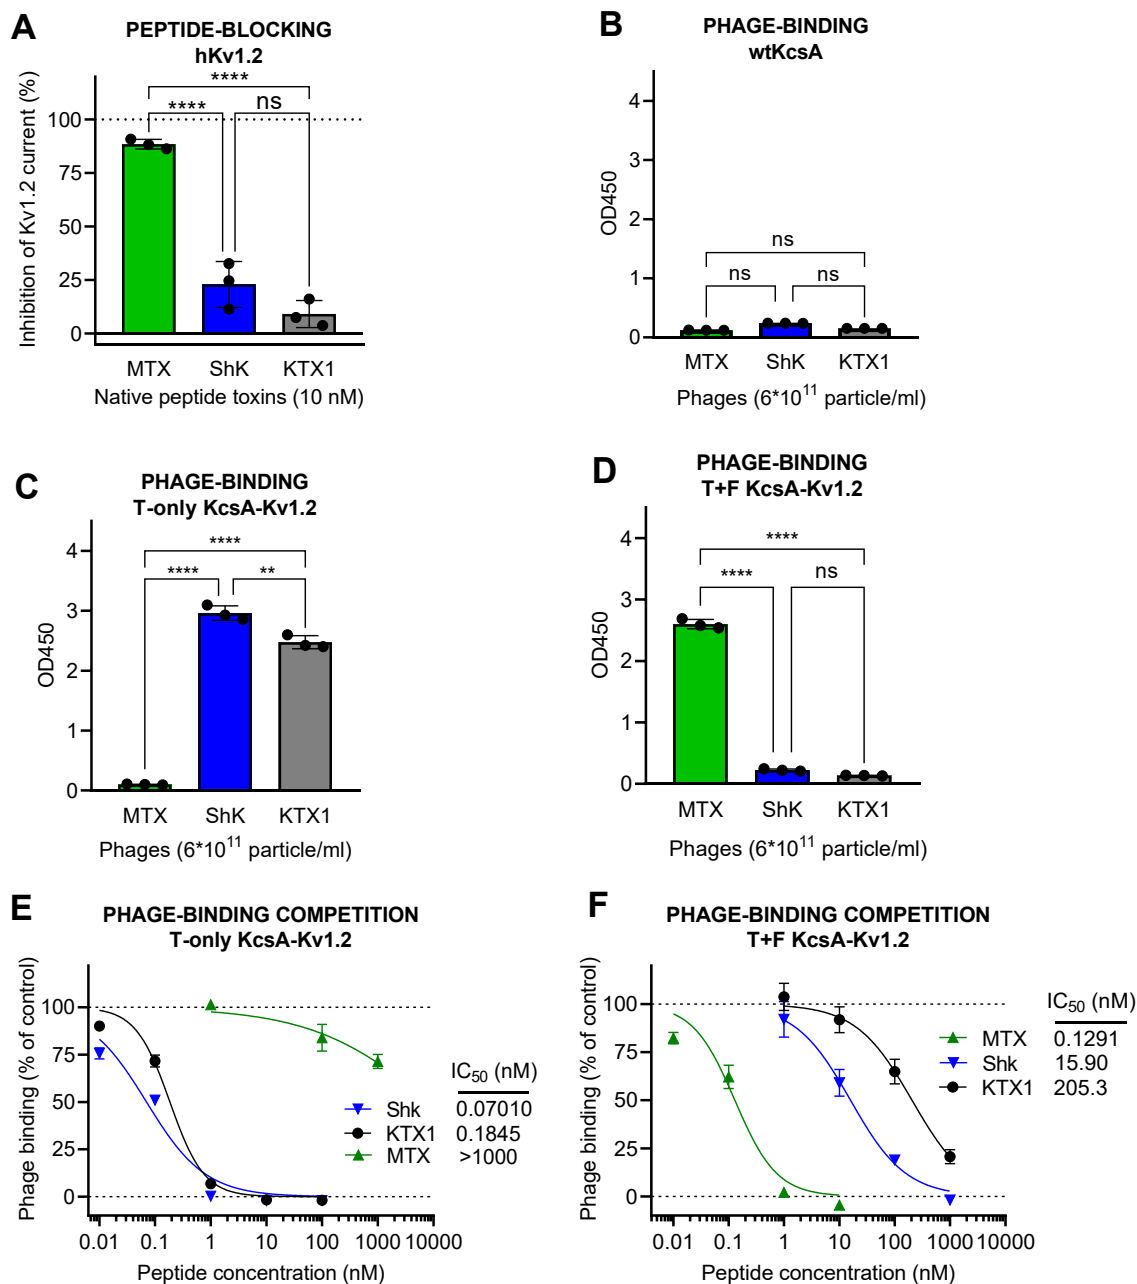 A
PEPTIDE-BLOCKING
hKv1.2
Inhibition of Kv1.2 current (%)
100
75
50
25
0
****
****
ns
MTX
ShK
KTX1
Native peptide toxins (10 nM)
B
PHAGE-BINDING
wtKcsA
OD450
4
3
2
1
0
ns
ns
ns
MTX
ShK
KTX1
Phages (6*10¹¹ particle/ml)
C
PHAGE-BINDING
T-only KcsA-Kv1.2
OD450
4
3
2
1
0
****
****
**
MTX
ShK
KTX1
Phages (6*10¹¹ particle/ml)
D
PHAGE-BINDING
T+F KcsA-Kv1.2
OD450
4
3
2
1
0
****
****
ns
MTX
ShK
KTX1
Phages (6*10¹¹ particle/ml)
E
PHAGE-BINDING COMPETITION
T-only KcsA-Kv1.2
Phage binding (% of control)
100
75
50
25
0
IC₅₀ (nM)
Shk 0.07010
KTX1 0.1845
MTX >1000
0.01 0.1 1 10 100 1000 10000
Peptide concentration (nM)
F
PHAGE-BINDING COMPETITION
T+F KcsA-Kv1.2
Phage binding (% of control)
100
75
50
25
0
IC₅₀ (nM)
MTX 0.1291
Shk 15.90
KTX1 205.3
0.01 0.1 1 10 100 1000 10000
Peptide concentration (nM)